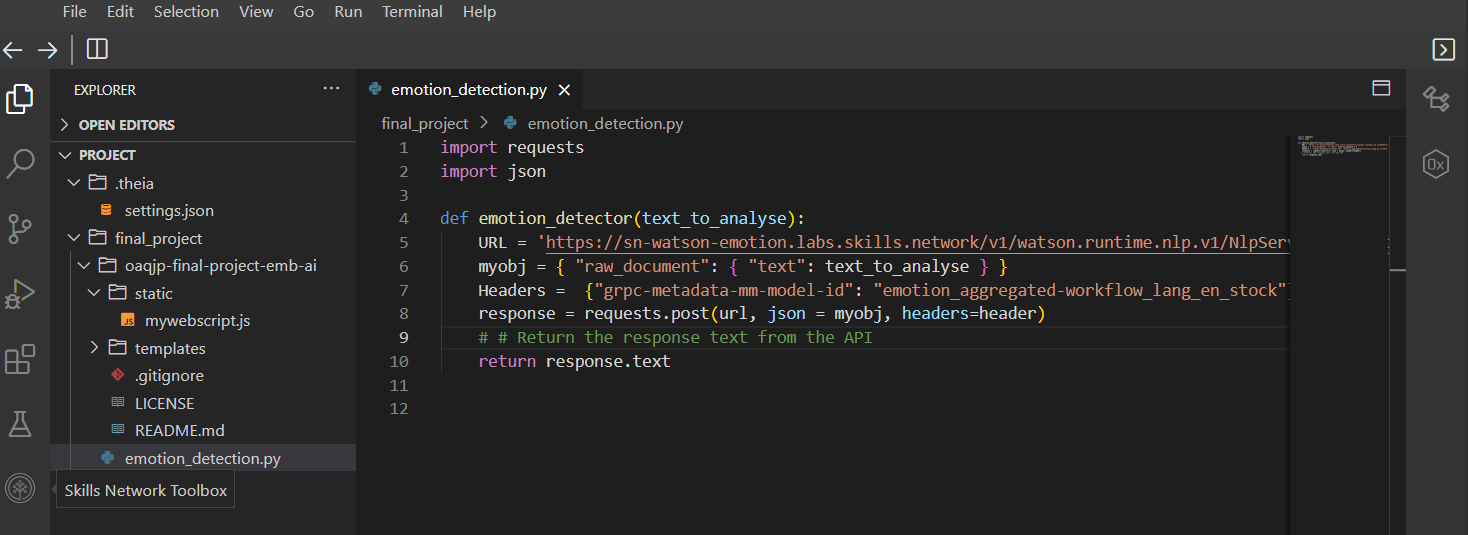 File Edit Selection View Go Run Terminal Help
EXPLORER ...
OPEN EDITORS
PROJECT
.theia
settings.json
final_project
oaqjp-final-project-emb-ai
static
JS mywebscript.js
templates
.gitignore
LICENSE
README.md
emotion_detection.py
Skills Network Toolbox
emotion_detection.py
final_project > emotion_detection.py
1 import requests
2 import json
3
4 def emotion_detector(text_to_analyse):
5 URL = 'https://sn-watson-emotion.labs.skills.network/v1/watson.runtime.nlp.v1/NlpServ
6 myobj = { "raw_document": { "text": text_to_analyse } }
7 Headers =  {"grpc-metadata-mm-model-id": "emotion_aggregated-workflow_lang_en_stock"}
8 response = requests.post(url, json = myobj, headers=header)
9 # # Return the response text from the API
10 return response.text
11
12
0x